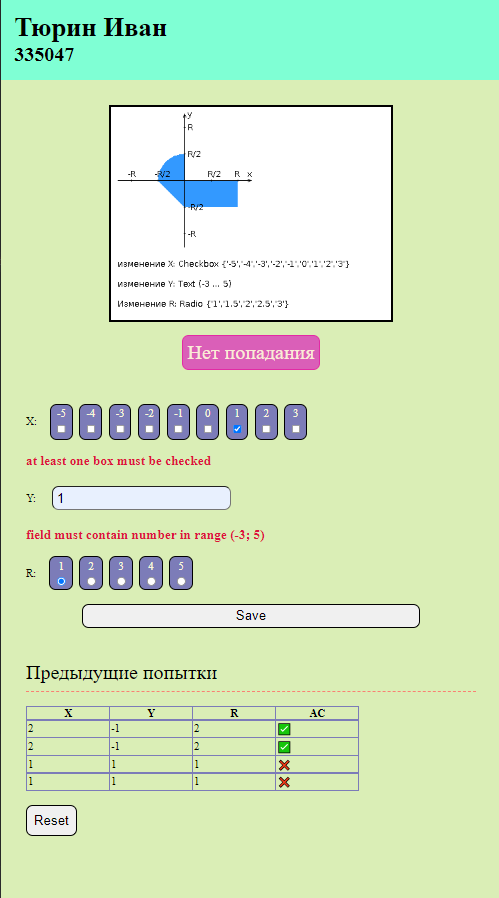 Тюрин Иван
335047
y
R
R/2
-R -R/2 R/2 R x
-R/2
-R
изменение X: Checkbox {'-5','-4','-3','-2','-1','0','1','2','3'}
изменение Y: Text (-3 ... 5)
Изменение R: Radio {'1','1.5','2','2.5','3'}
Нет попадания
X: -5 -4 -3 -2 -1 0 1 2 3
at least one box must be checked
Y: 1
field must contain number in range (-3; 5)
R: 1 2 3 4 5
Save
Предыдущие попытки
X Y R AC
2 -1 2 ✅
2 -1 2 ✅
1 1 1 ❌
1 1 1 ❌
Reset